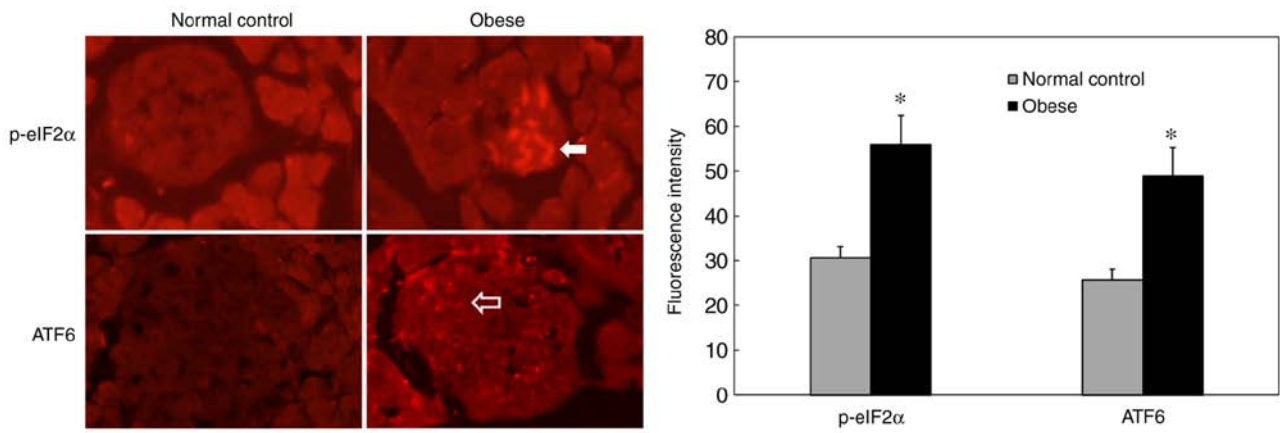 Normal control
Obese
p-eIF2α
ATF6
80
70
60
50
40
30
20
10
0
Fluorescence intensity
Normal control
Obese
*
*
p-eIF2α
ATF6